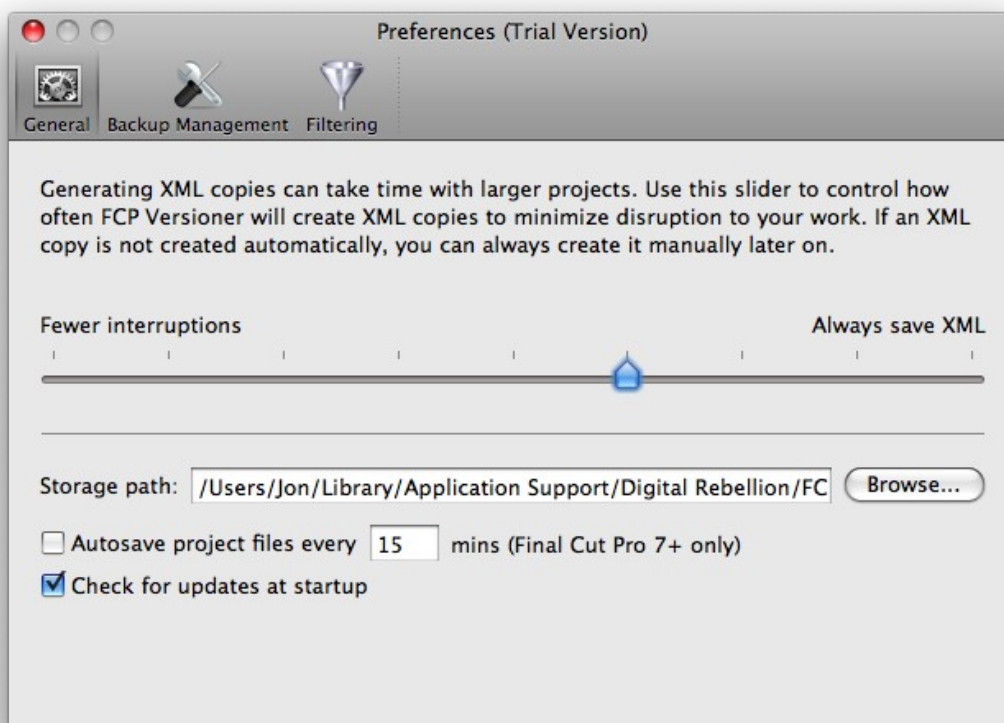 Preferences (Trial Version)
General Backup Management Filtering
Generating XML copies can take time with larger projects. Use this slider to control how
often FCP Versioner will create XML copies to minimize disruption to your work. If an XML
copy is not created automatically, you can always create it manually later on.
Fewer interruptions Always save XML
Storage path: /Users/Jon/Library/Application Support/Digital Rebellion/FC Browse...
Autosave project files every 15 mins (Final Cut Pro 7+ only)
Check for updates at startup